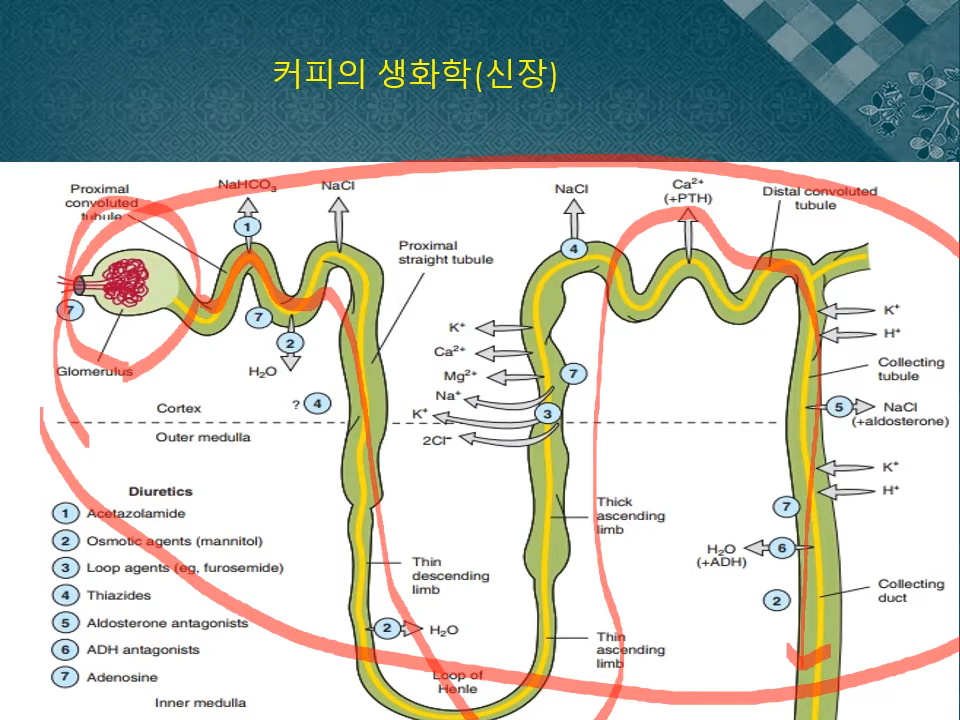 커피의 생화학(신장)
Proximal
convoluted
tubule
NaHCO3
NaCl
NaCl
Ca2+
(+PTH)
Distal convoluted
tubule
1
4
Proximal
straight tubule
7
7
2
H2O
Glomerulus
K+
Ca2+
Mg2+
Na+
K+
2Cl−
7
3
K+
H+
Collecting
tubule
5
NaCl
(+aldosterone)
? 4
Cortex
Outer medulla
K+
H+
Diuretics
1 Acetazolamide
2 Osmotic agents (mannitol)
3 Loop agents (eg, furosemide)
4 Thiazides
5 Aldosterone antagonists
6 ADH antagonists
7 Adenosine
Inner medulla
Thick
ascending
limb
7
H2O
(+ADH)
6
2
Collecting
duct
Thin
descending
limb
2
H2O
Thin
ascending
limb
Loop of
Henle